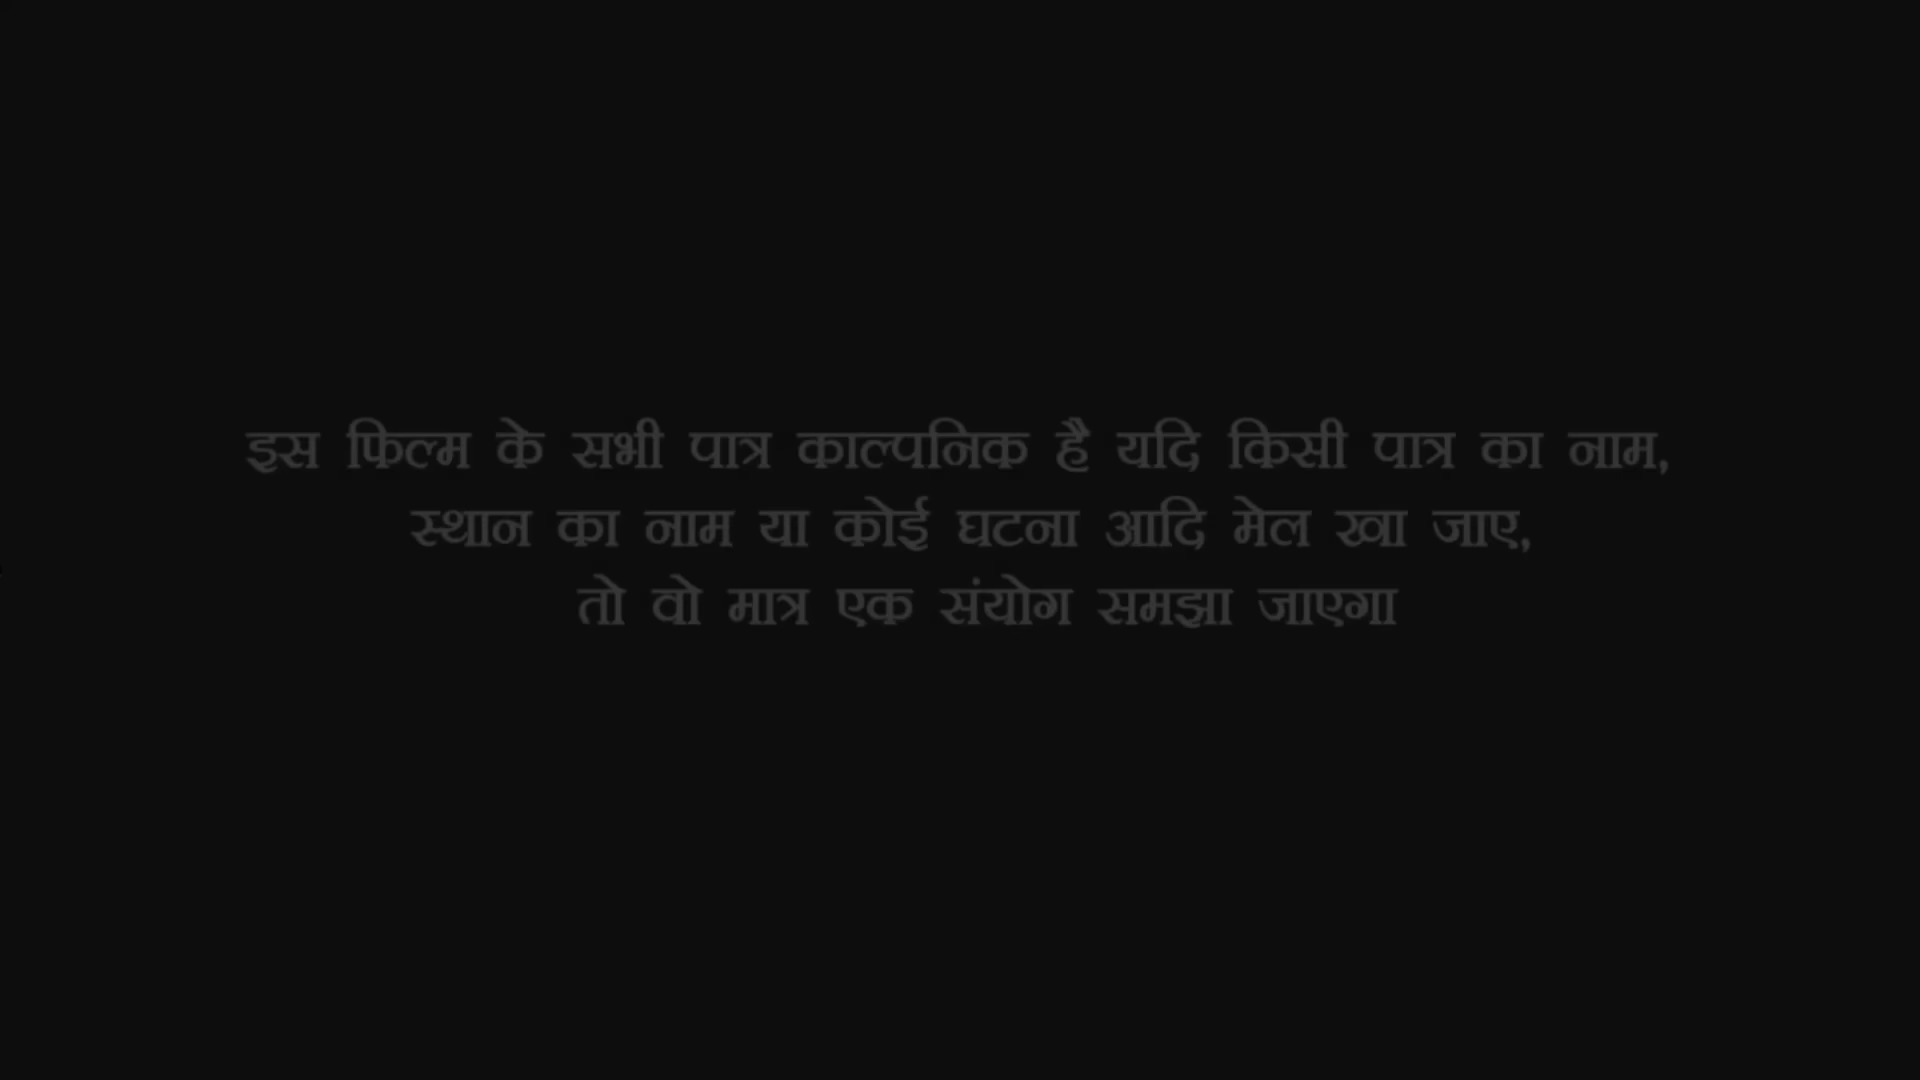 इस फिल्म के सभी पात्र काल्पनिक है यदि किसी पात्र का नाम,
स्थान का नाम या कोई घटना आदि मेल खा जाए,
तो वो मात्र एक संयोग समझा जाएगा